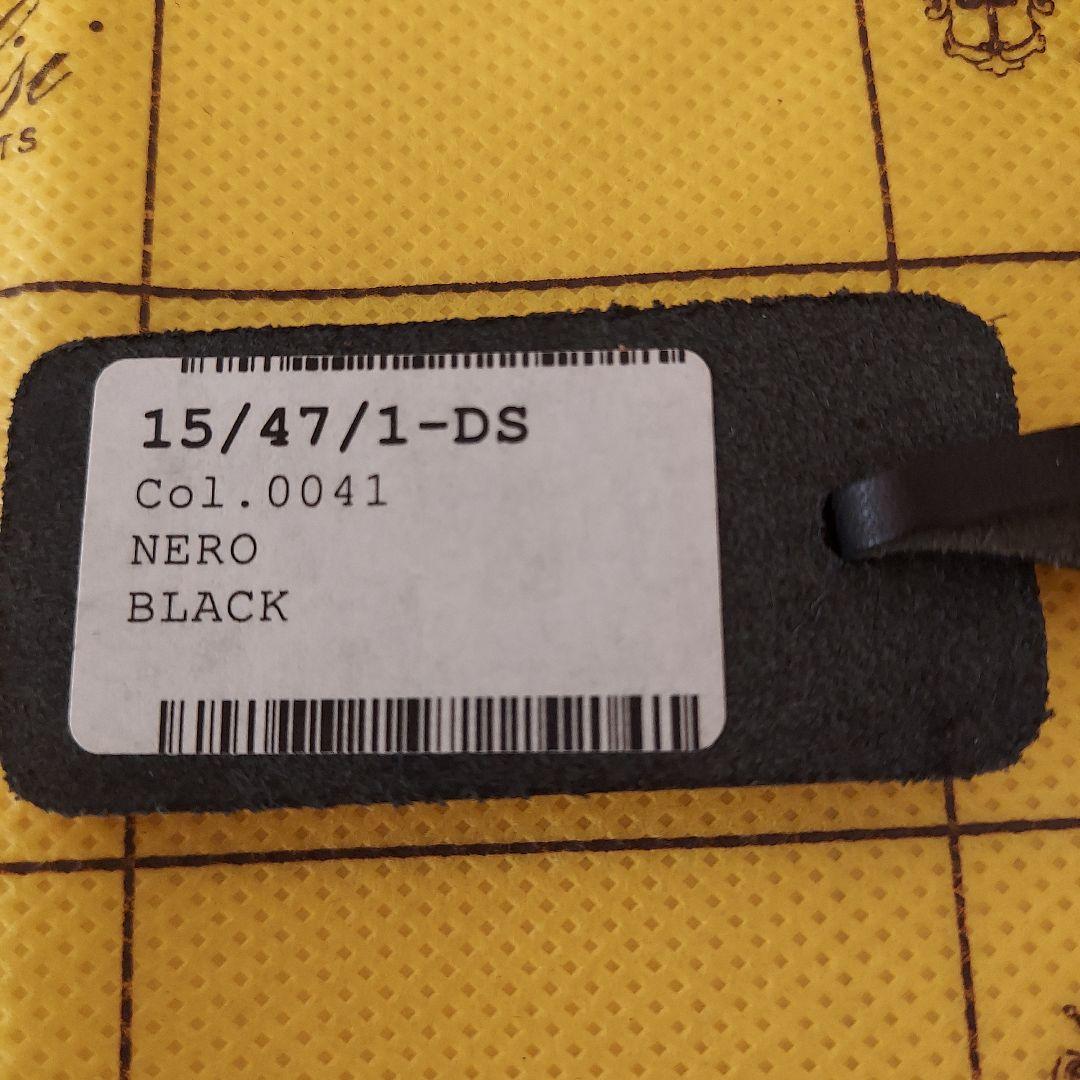 15/47/1-DS
Col.0041
NERO
BLACK